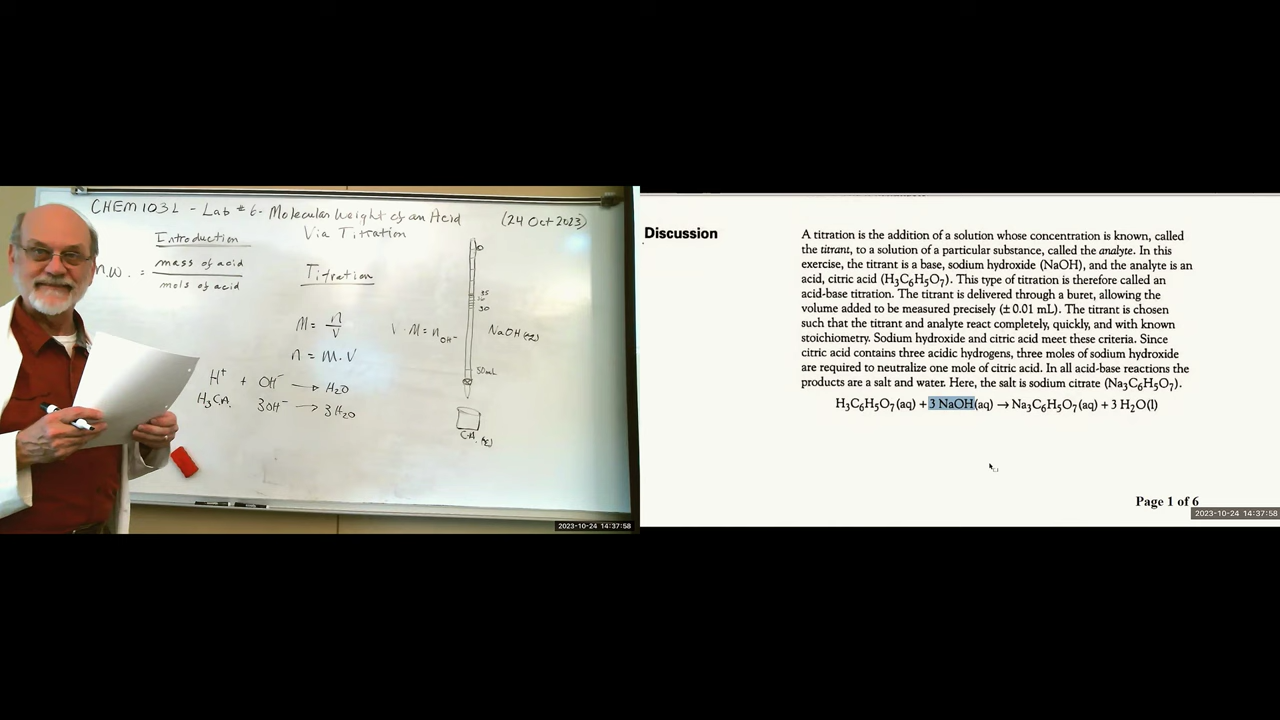 CHEM 103L - Lab #6 - Molecular Weight of an Acid (24 Oct 2023)
Via Titration
Introduction
M.W. = mass of acid
mols of acid
Titration
M = n
V
n = M.V
V · M = n OH⁻
H⁺ + OH⁻ → H₂O
H₃C.A. 3OH⁻ → 3H₂O
0
35
30
NaOH (aq)
50mL
C.A. (aq)
2023-10-24 14:37:58
Discussion
A titration is the addition of a solution whose concentration is known, called
the titrant, to a solution of a particular substance, called the analyte. In this
exercise, the titrant is a base, sodium hydroxide (NaOH), and the analyte is an
acid, citric acid (H₃C₆H₅O₇). This type of titration is therefore called an
acid-base titration. The titrant is delivered through a buret, allowing the
volume added to be measured precisely (± 0.01 mL). The titrant is chosen
such that the titrant and analyte react completely, quickly, and with known
stoichiometry. Sodium hydroxide and citric acid meet these criteria. Since
citric acid contains three acidic hydrogens, three moles of sodium hydroxide
are required to neutralize one mole of citric acid. In all acid-base reactions the
products are a salt and water. Here, the salt is sodium citrate (Na₃C₆H₅O₇).
H₃C₆H₅O₇(aq) + 3 NaOH(aq) → Na₃C₆H₅O₇(aq) + 3 H₂O(l)
Page 1 of 6
2023-10-24 14:37:58